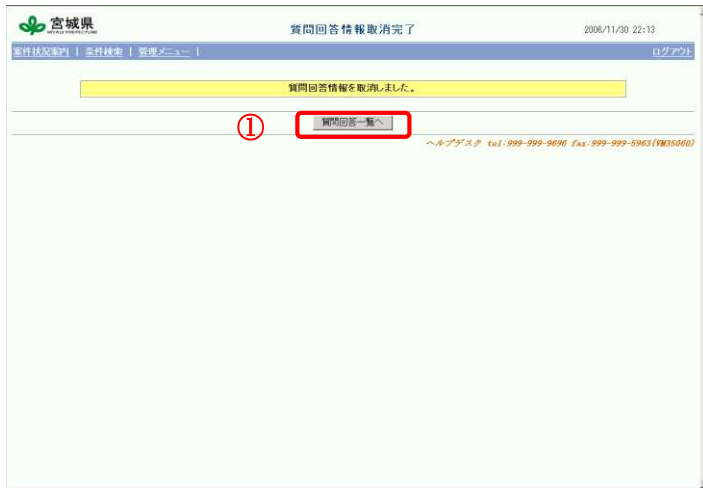 宮城県
MIYAGI PREFECTURE
質問回答情報取消完了
2006/11/30 22:13
案件状況案内 | 条件検索 | 管理メニュー |
ログアウト
質問回答情報を取消しました。
①
質問回答一覧へ
ヘルプデスク tel:999-999-9696 fax:999-999-5963(VM35060)